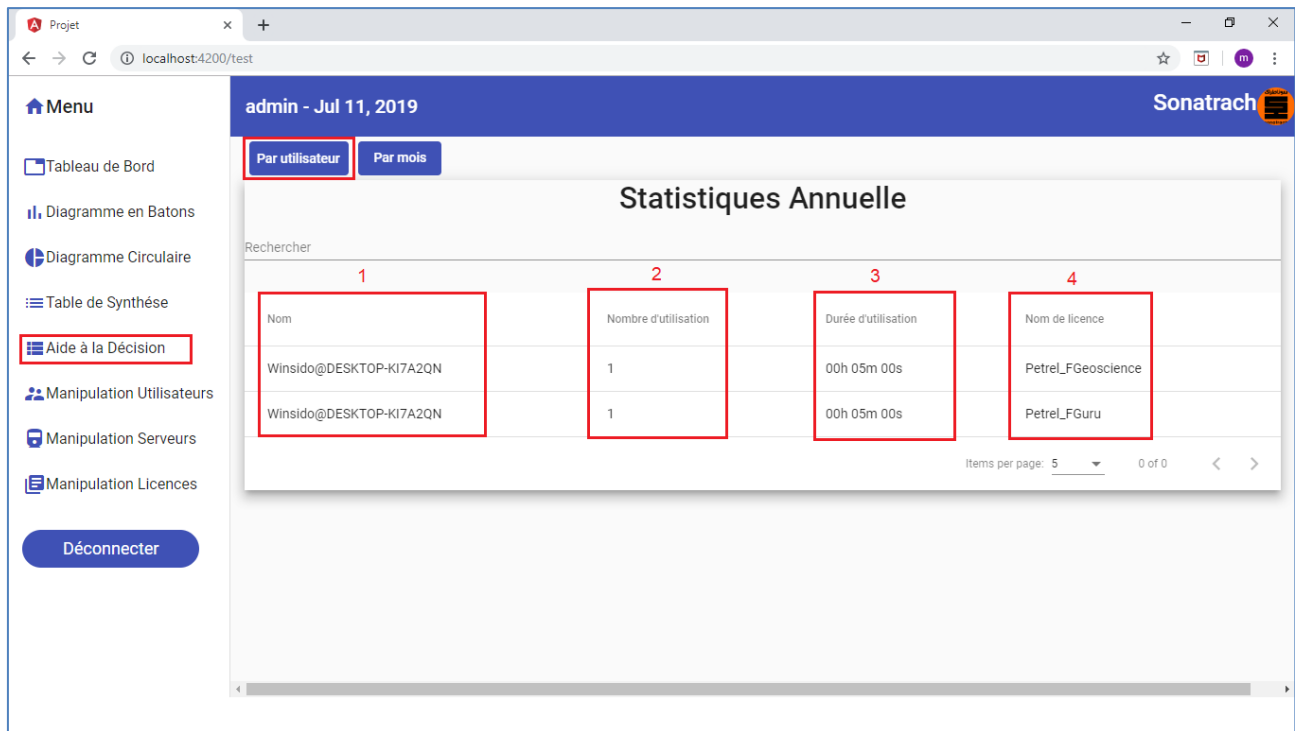 Projet
localhost:4200/test
m
Menu
admin - Jul 11, 2019
Sonatrach
Tableau de Bord
Diagramme en Batons
Diagramme Circulaire
Table de Synthése
Aide à la Décision
Manipulation Utilisateurs
Manipulation Serveurs
Manipulation Licences
Déconnecter
Par utilisateur Par mois
Statistiques Annuelle
Rechercher
1 2 3 4
Nom Nombre d'utilisation Durée d'utilisation Nom de licence
Winsido@DESKTOP-KI7A2QN 1 00h 05m 00s Petrel_FGeoscience
Winsido@DESKTOP-KI7A2QN 1 00h 05m 00s Petrel_FGuru
Items per page: 5 0 of 0